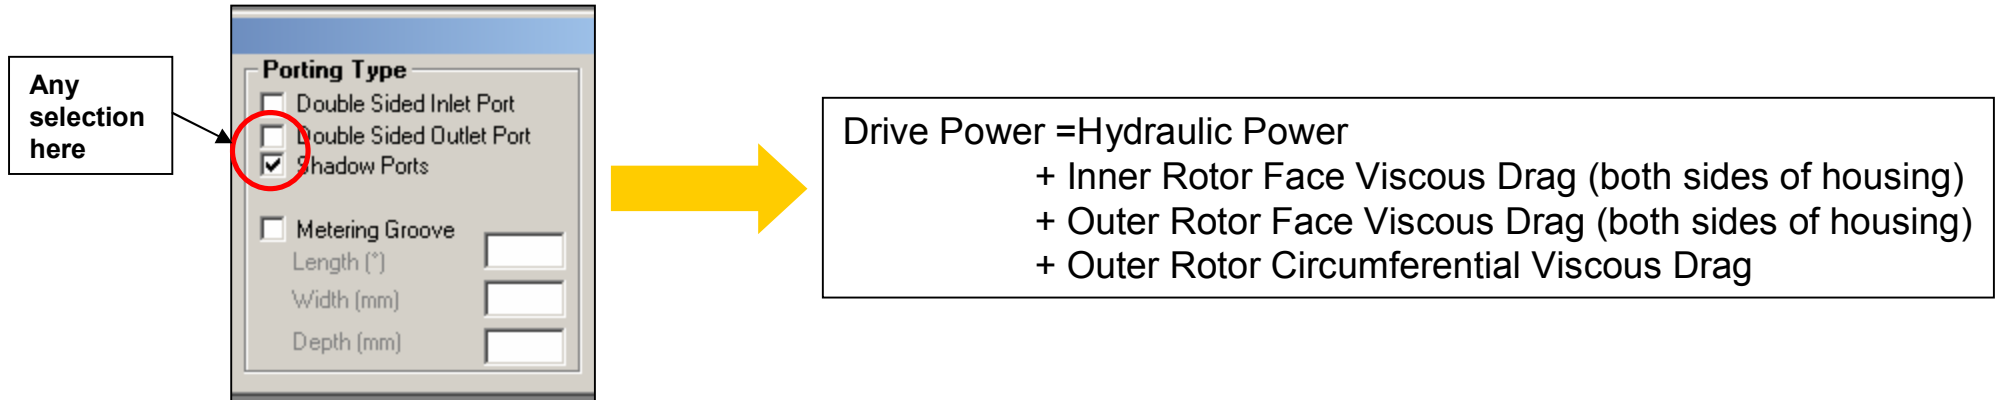 Any
selection
here
Porting Type
Double Sided Inlet Port
Double Sided Outlet Port
Shadow Ports
Metering Groove
Length (°)
Width (mm)
Depth (mm)
Drive Power =Hydraulic Power
+ Inner Rotor Face Viscous Drag (both sides of housing)
+ Outer Rotor Face Viscous Drag (both sides of housing)
+ Outer Rotor Circumferential Viscous Drag